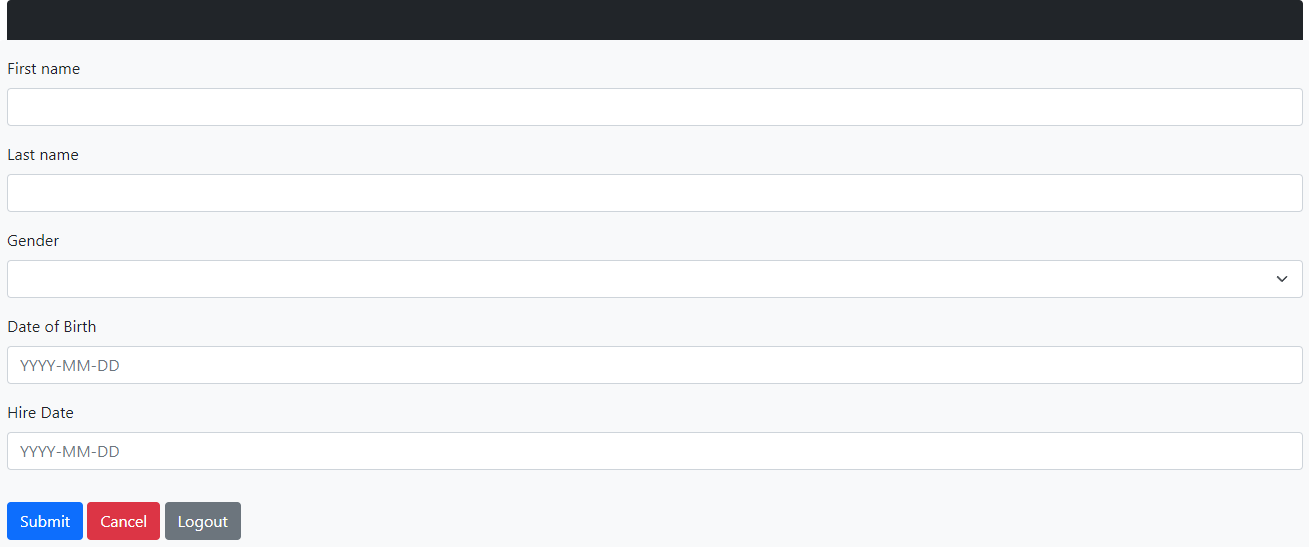 First name
Last name
Gender
Date of Birth
YYYY-MM-DD
Hire Date
YYYY-MM-DD
Submit Cancel Logout